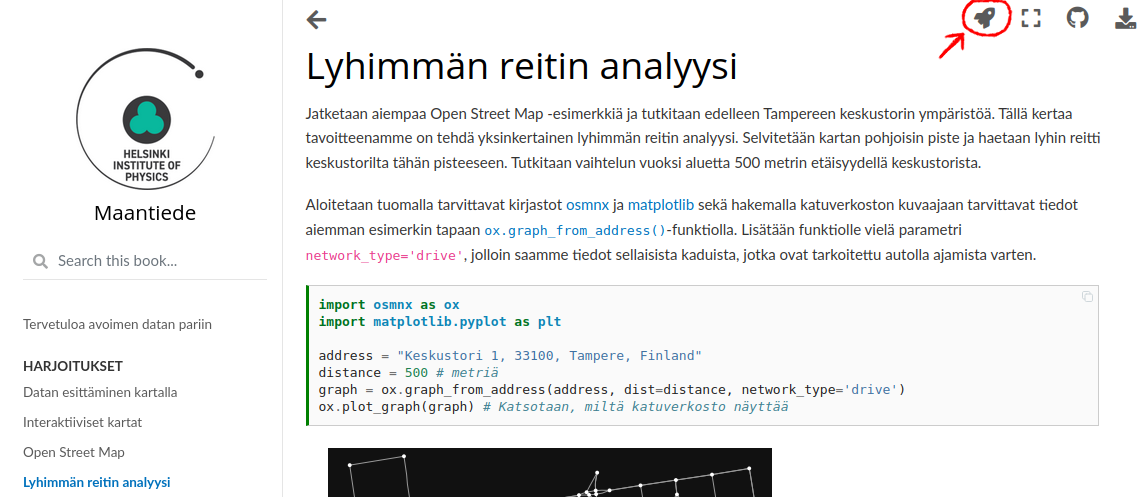 HELSINKI
INSTITUTE OF
PHYSICS
Maantiede
Search this book...
Tervetuloa avoimen datan pariin
HARJOITUKSET
Datan esittäminen kartalla
Interaktiiviset kartat
Open Street Map
Lyhimmän reitin analyysi
Lyhimmän reitin analyysi
Jatketaan aiempaa Open Street Map -esimerkkiä ja tutkitaan edelleen Tampereen keskustorin ympäristöä. Tällä kertaa
tavoitteenamme on tehdä yksinkertainen lyhimmän reitin analyysi. Selvitetään kartan pohjoisin piste ja haetaan lyhin reitti
keskustorilta tähän pisteeseen. Tutkitaan vaihtelun vuoksi aluetta 500 metrin etäisyydellä keskustorista.
Aloitetaan tuomalla tarvittavat kirjastot osmnx ja matplotlib sekä hakemalla katuverkoston kuvaajaan tarvittavat tiedot
aiemman esimerkin tapaan ox.graph_from_address()-funktiolla. Lisätään funktiolle vielä parametri
network_type='drive', jolloin saamme tiedot sellaisista kaduista, jotka ovat tarkoitettu autolla ajamista varten.
import osmnx as ox
import matplotlib.pyplot as plt
address = "Keskustori 1, 33100, Tampere, Finland"
distance = 500 # metriä
graph = ox.graph_from_address(address, dist=distance, network_type='drive')
ox.plot_graph(graph) # Katsotaan, miltä katuverkosto näyttää